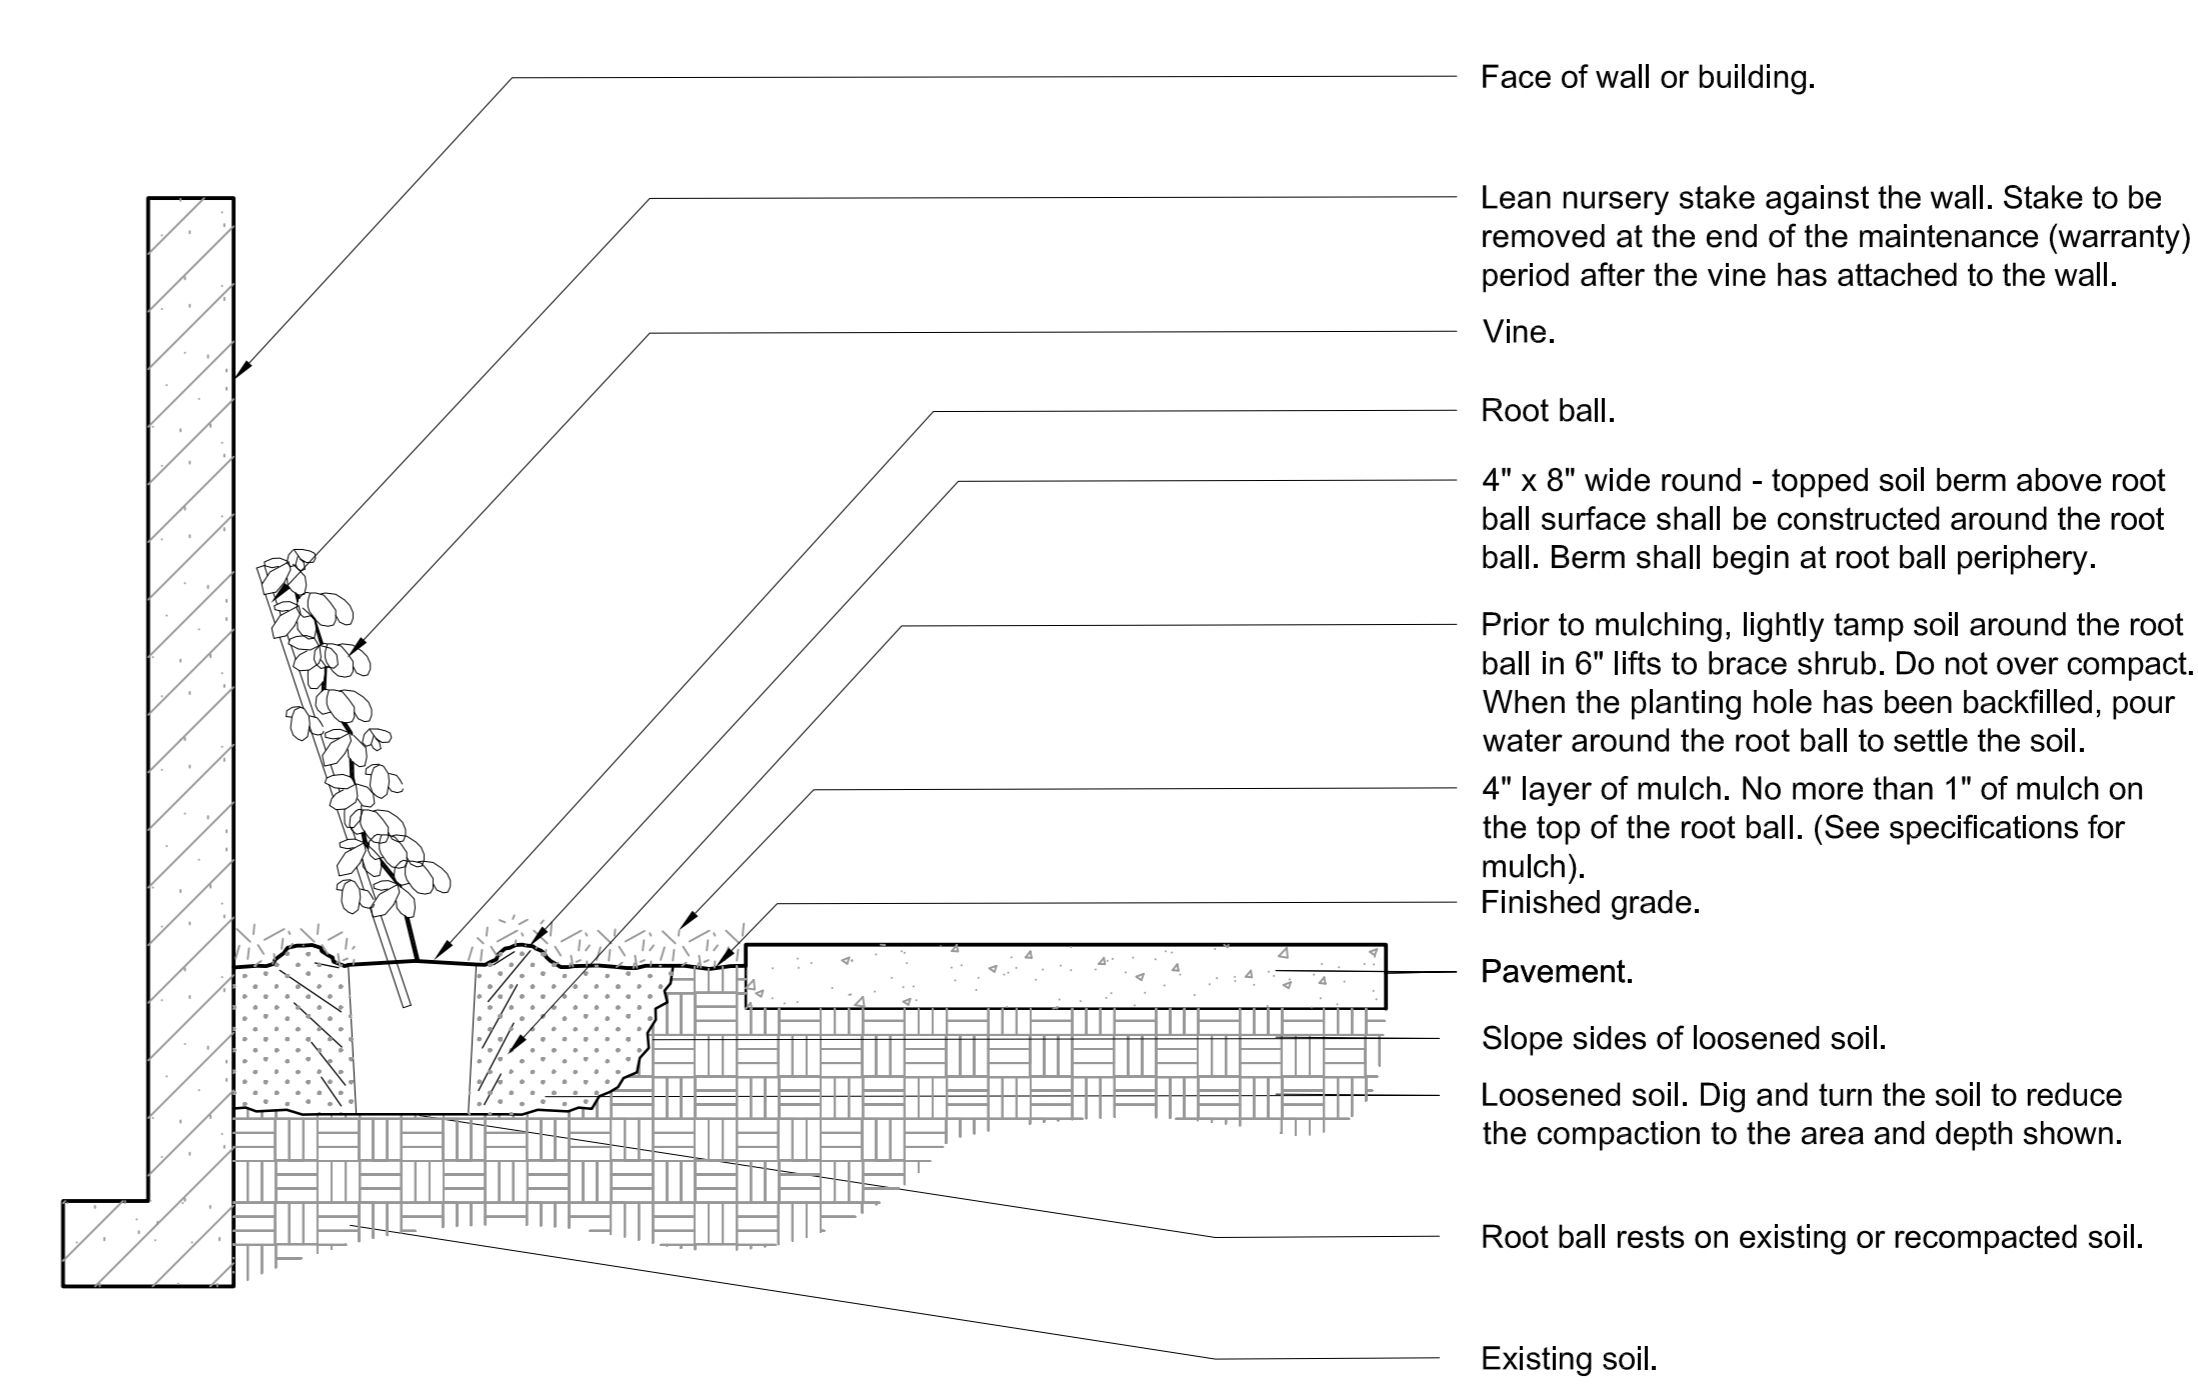 Face of wall or building.
Lean nursery stake against the wall. Stake to be
removed at the end of the maintenance (warranty)
period after the vine has attached to the wall.
Vine.
Root ball.
4" x 8" wide round - topped soil berm above root
ball surface shall be constructed around the root
ball. Berm shall begin at root ball periphery.
Prior to mulching, lightly tamp soil around the root
ball in 6" lifts to brace shrub. Do not over compact.
When the planting hole has been backfilled, pour
water around the root ball to settle the soil.
4" layer of mulch. No more than 1" of mulch on
the top of the root ball. (See specifications for
mulch).
Finished grade.
Pavement.
Slope sides of loosened soil.
Loosened soil. Dig and turn the soil to reduce
the compaction to the area and depth shown.
Root ball rests on existing or recompacted soil.
Existing soil.